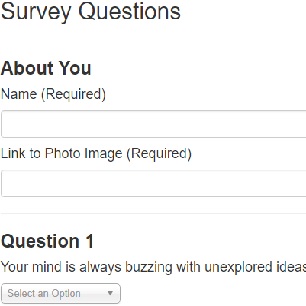 Survey Questions
About You
Name (Required)
Link to Photo Image (Required)
Question 1
Your mind is always buzzing with unexplored ideas
Select an Option